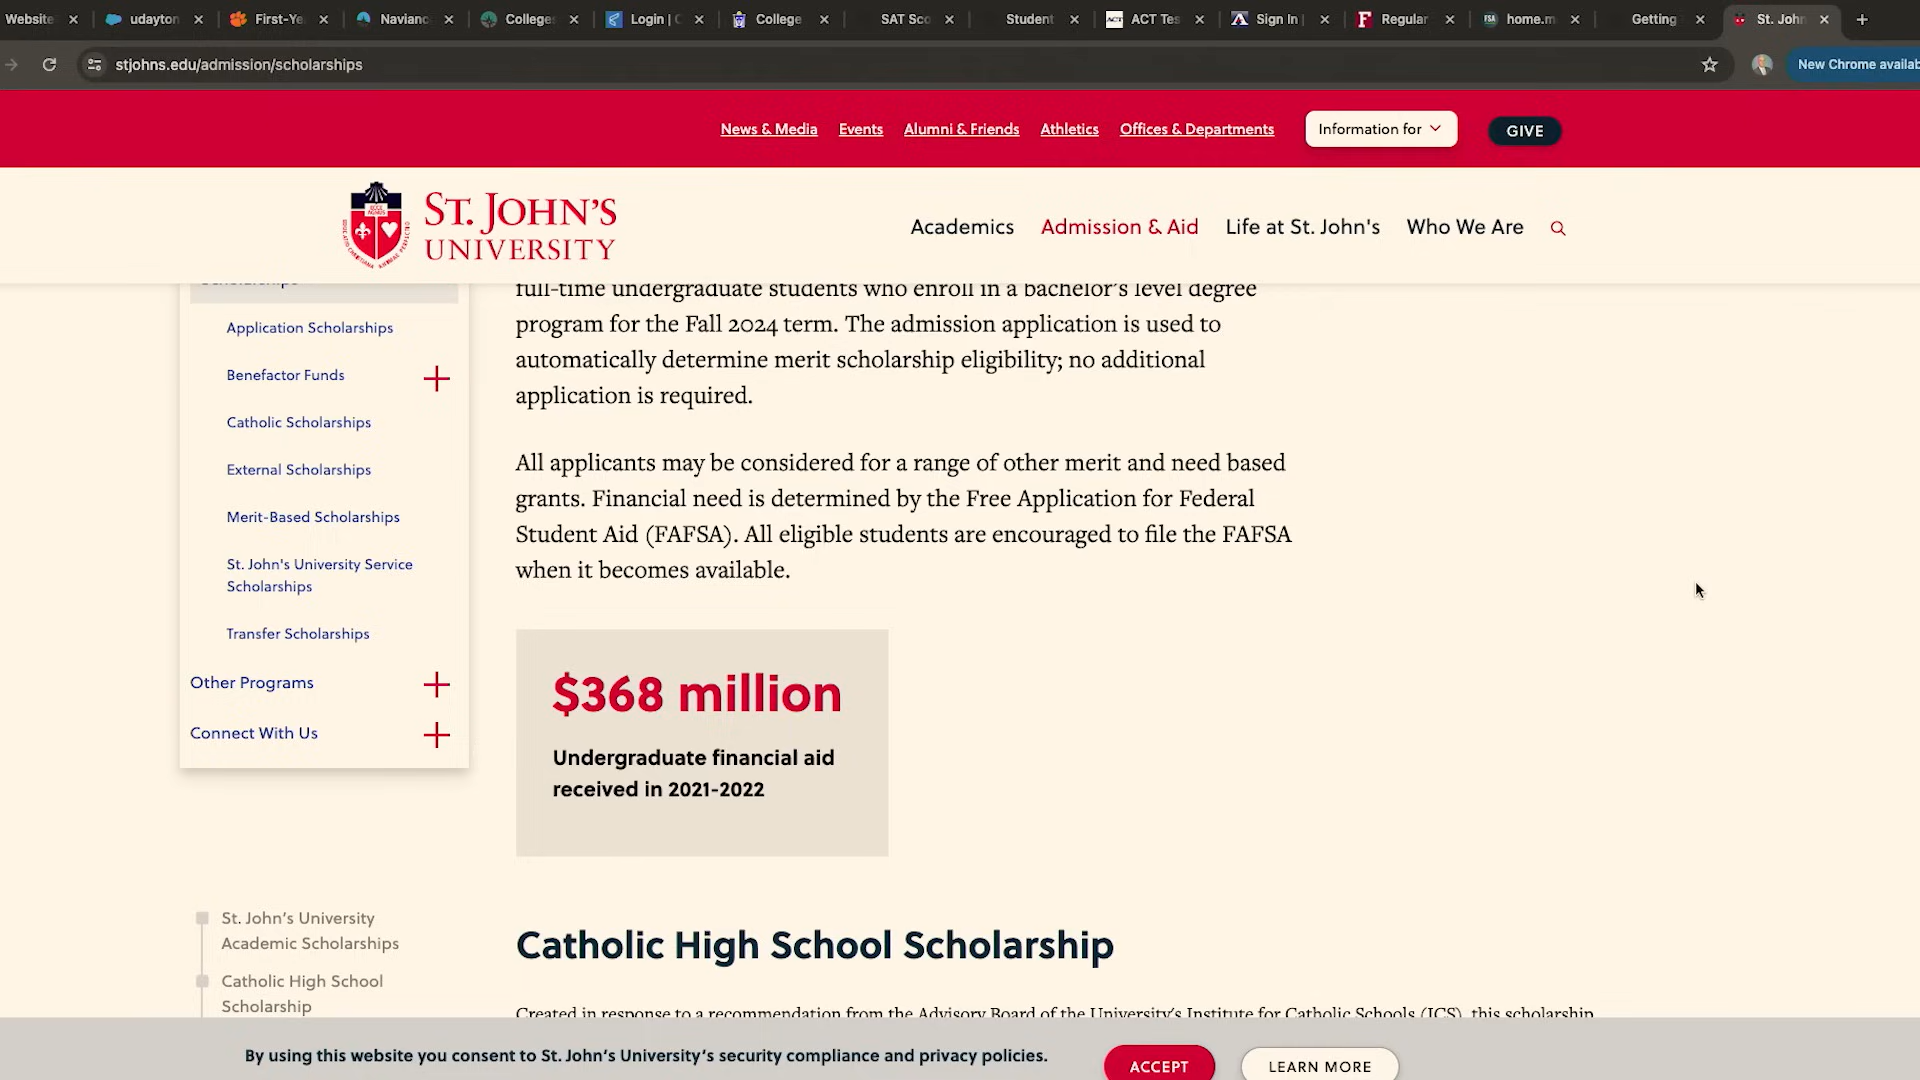 Website
udayton
First-Ye
Navianc
College
Login | C
College
SAT Sco
Student
ACT Tes
Sign In |
Regular
home.m
Getting
St. John
stjohns.edu/admission/scholarships
New Chrome availab
News & Media
Events
Alumni & Friends
Athletics
Offices & Departments
Information for
GIVE
ST. JOHN'S
UNIVERSITY
Academics
Admission & Aid
Life at St. John's
Who We Are
Scholarships
Application Scholarships
Benefactor Funds
Catholic Scholarships
External Scholarships
Merit-Based Scholarships
St. John's University Service
Scholarships
Transfer Scholarships
Other Programs
Connect With Us
full-time undergraduate students who enroll in a bachelor's level degree
program for the Fall 2024 term. The admission application is used to
automatically determine merit scholarship eligibility; no additional
application is required.
All applicants may be considered for a range of other merit and need based
grants. Financial need is determined by the Free Application for Federal
Student Aid (FAFSA). All eligible students are encouraged to file the FAFSA
when it becomes available.
$368 million
Undergraduate financial aid
received in 2021-2022
St. John's University
Academic Scholarships
Catholic High School
Scholarship
Catholic High School Scholarship
Created in response to a recommendation from the Advisory Board of the University's Institute for Catholic Schools (ICS), this scholarship
By using this website you consent to St. John's University's security compliance and privacy policies.
ACCEPT
LEARN MORE